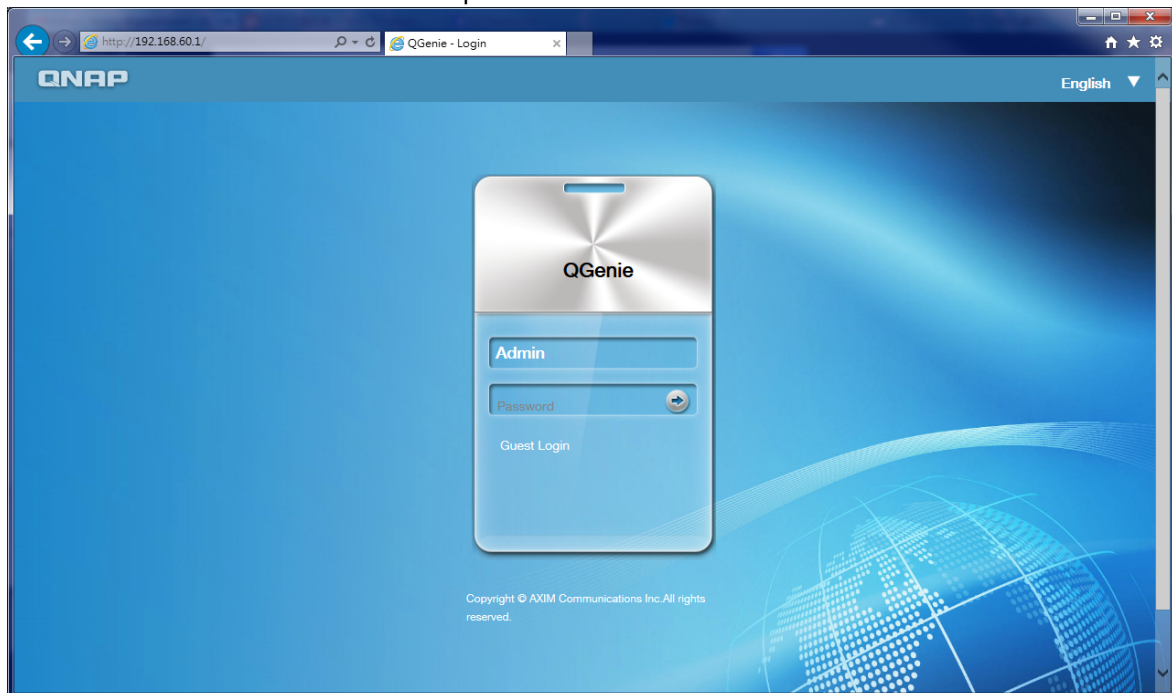 http://192.168.60.1/
QGenie - Login
QNAP
English
QGenie
Admin
Password
Guest Login
Copyright © AXIM Communications Inc.All rights
reserved.